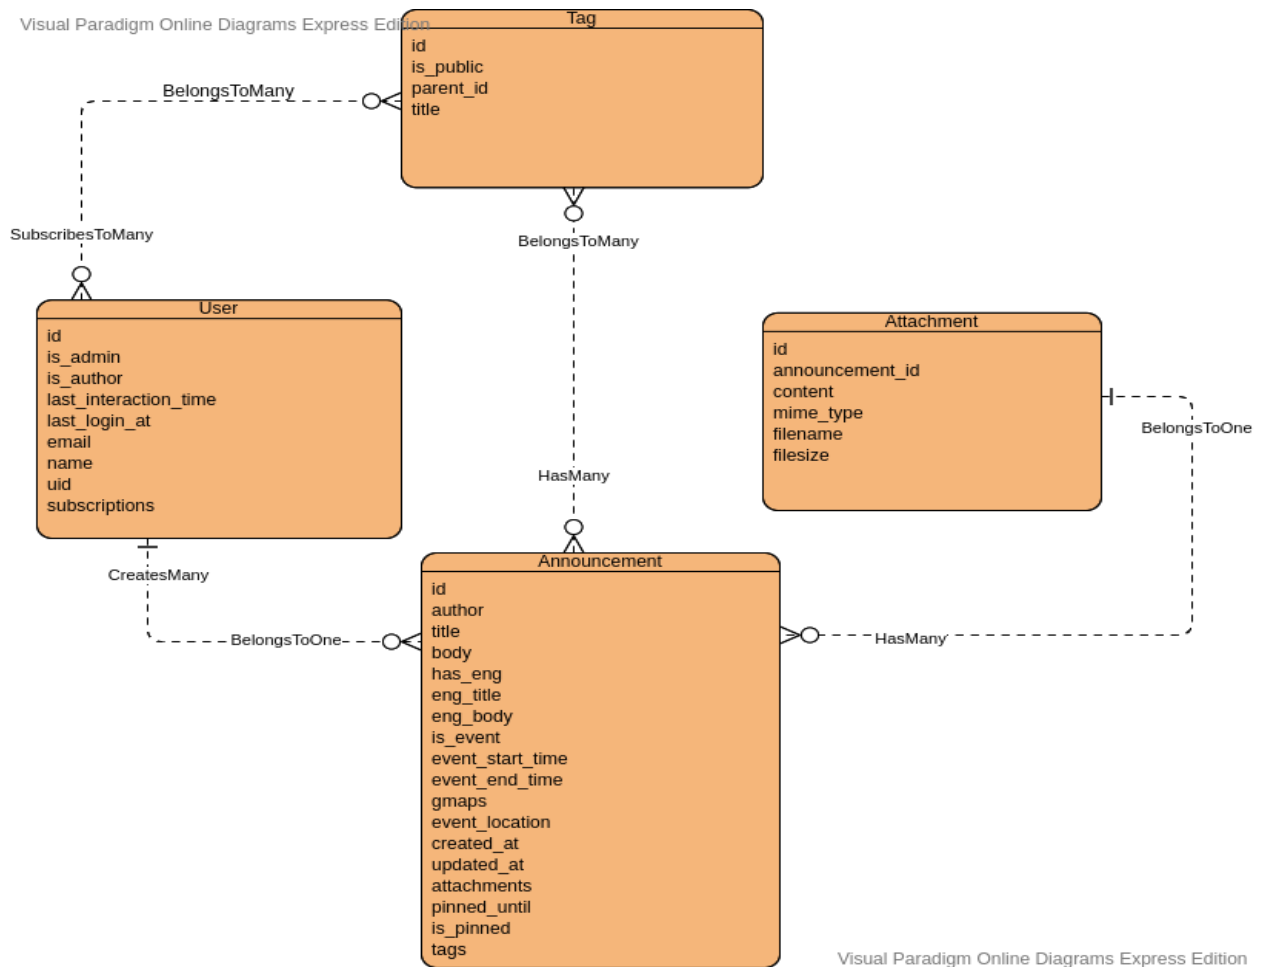 Visual Paradigm Online Diagrams Express Edition
Tag
id
is_public
parent_id
title
BelongsToMany
SubscribesToMany
BelongsToMany
HasMany
User
id
is_admin
is_author
last_interaction_time
last_login_at
email
name
uid
subscriptions
Attachment
id
announcement_id
content
mime_type
filename
filesize
BelongsToOne
CreatesMany
BelongsToOne
HasMany
Announcement
id
author
title
body
has_eng
eng_title
eng_body
is_event
event_start_time
event_end_time
gmaps
event_location
created_at
updated_at
attachments
pinned_until
is_pinned
tags
Visual Paradigm Online Diagrams Express Edition